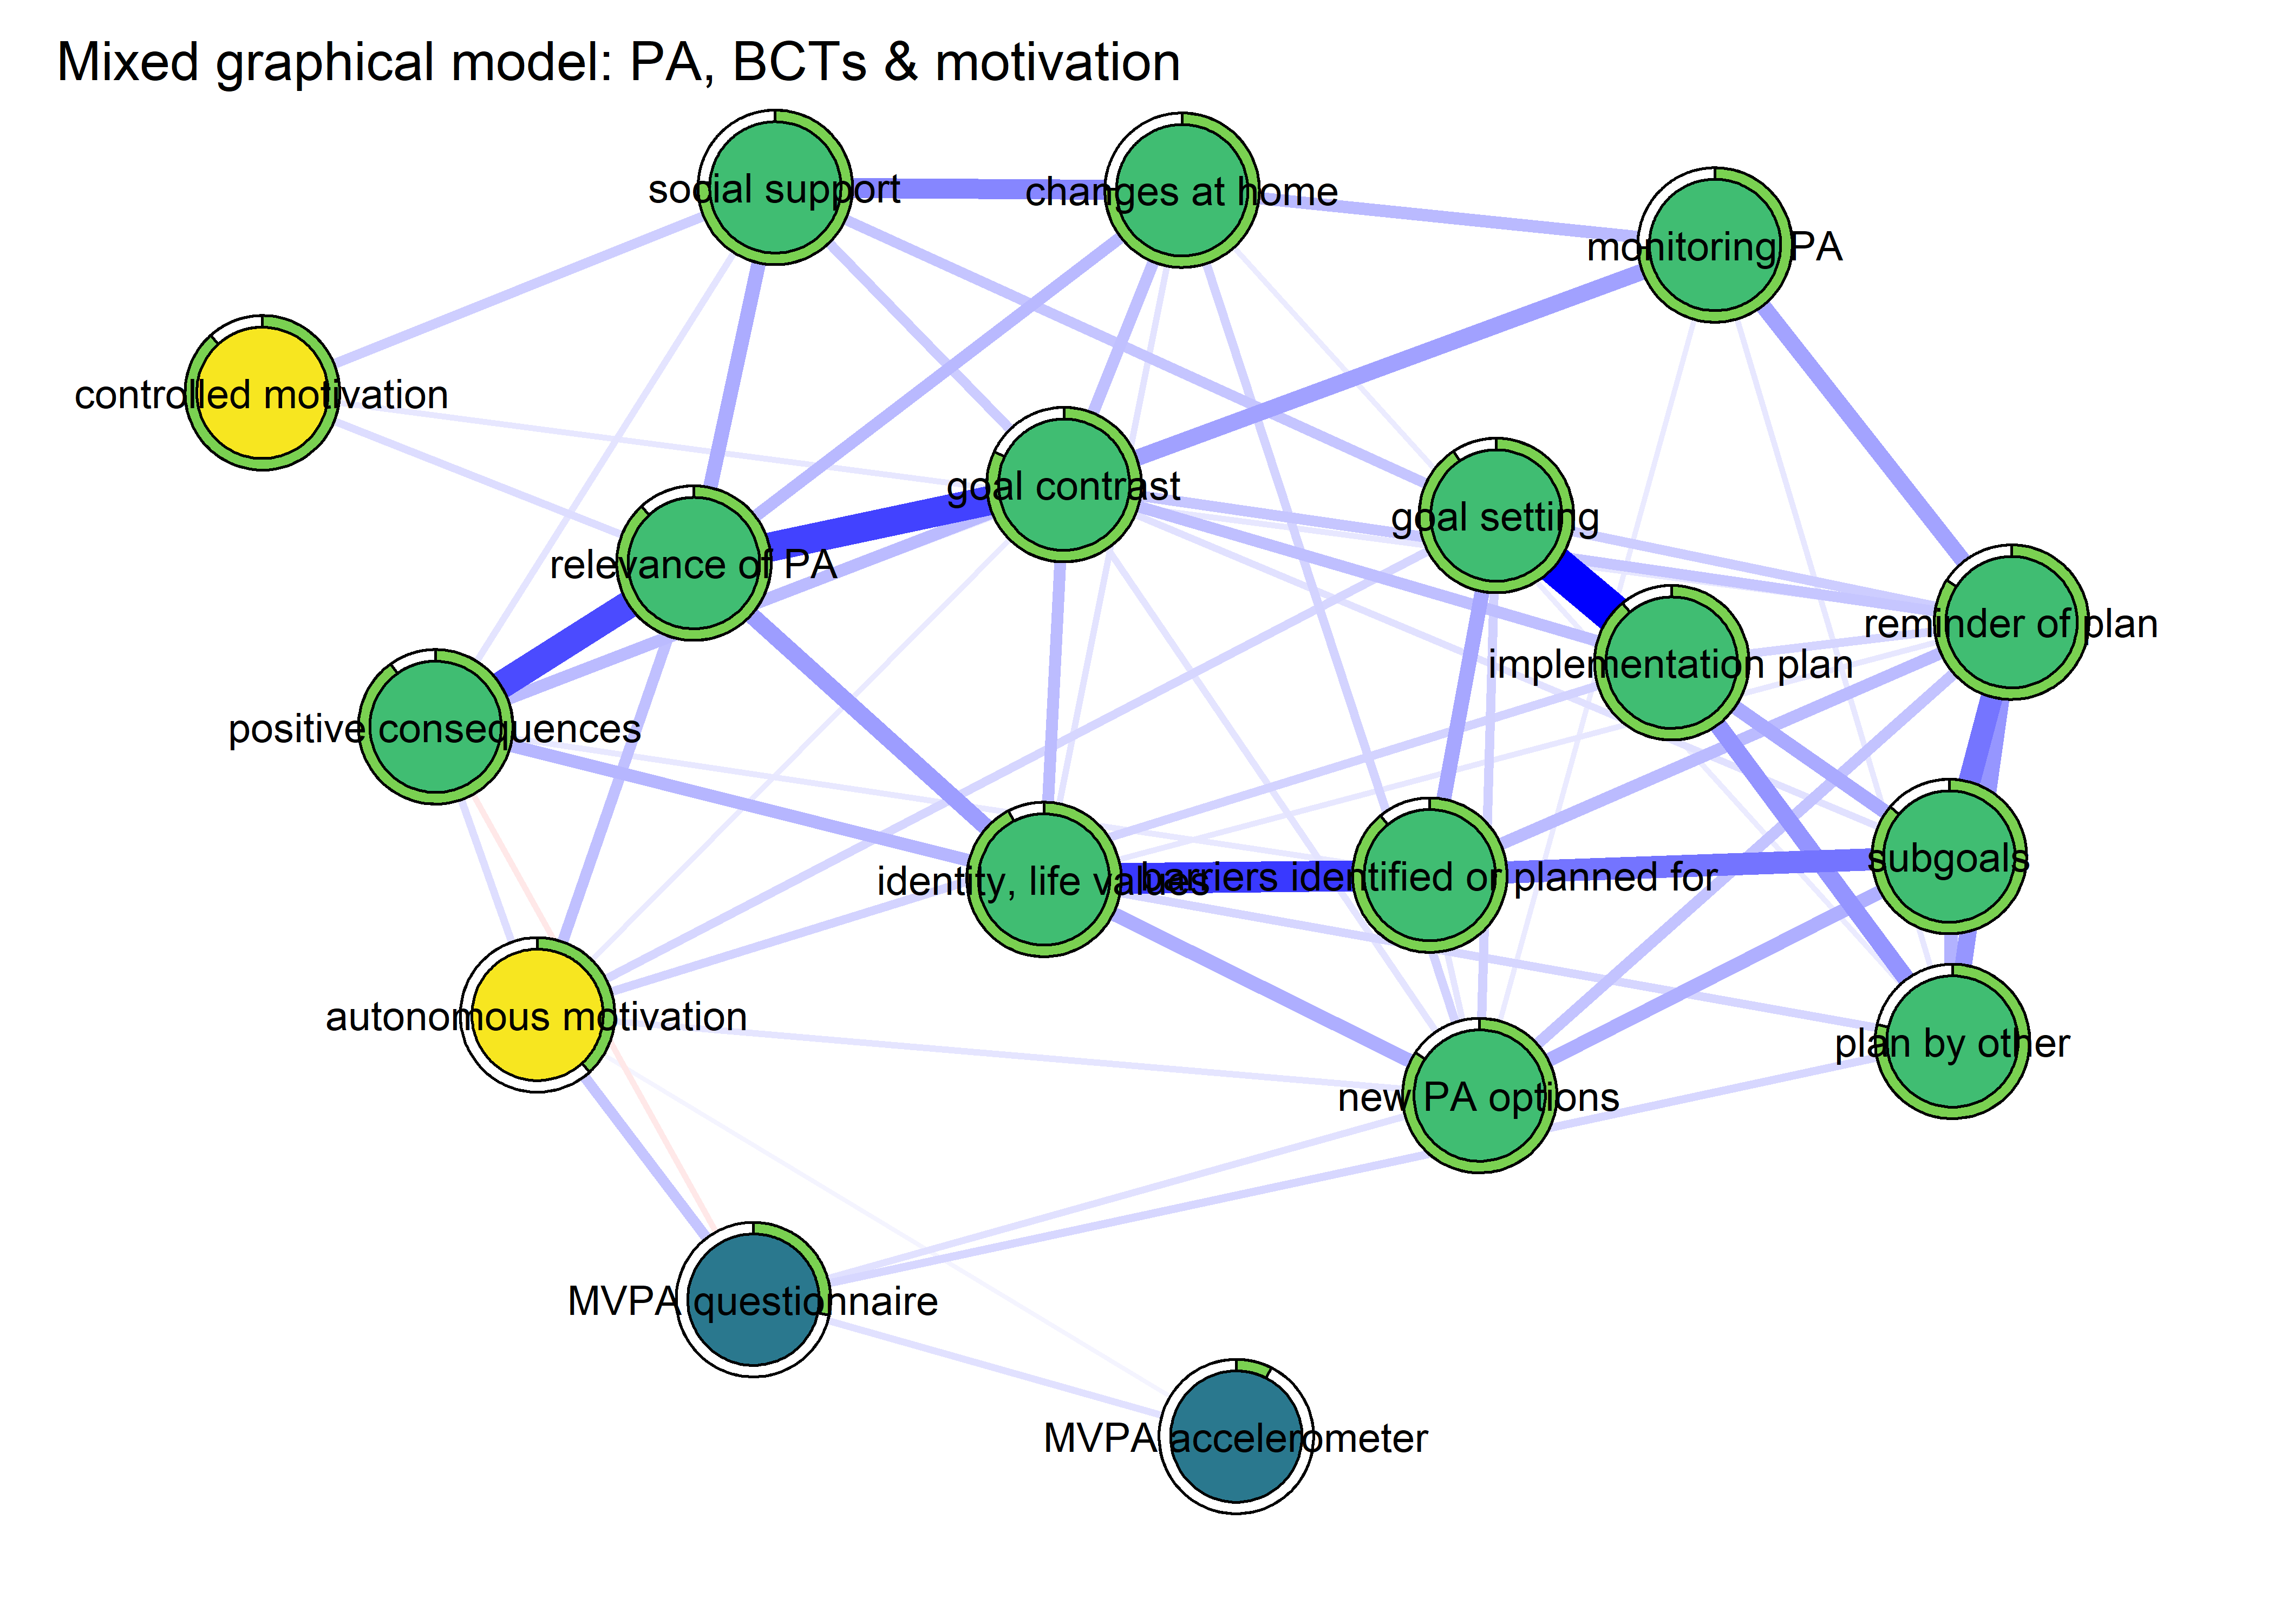 Mixed graphical model: PA, BCTs & motivation
social support
changes at home
monitoring PA
controlled motivation
goal contrast
goal setting
relevance of PA
reminder of plan
implementation plan
positive consequences
identity, life values
barriers identified or planned for
subgoals
autonomous motivation
plan by other
new PA options
MVPA questionnaire
MVPA accelerometer